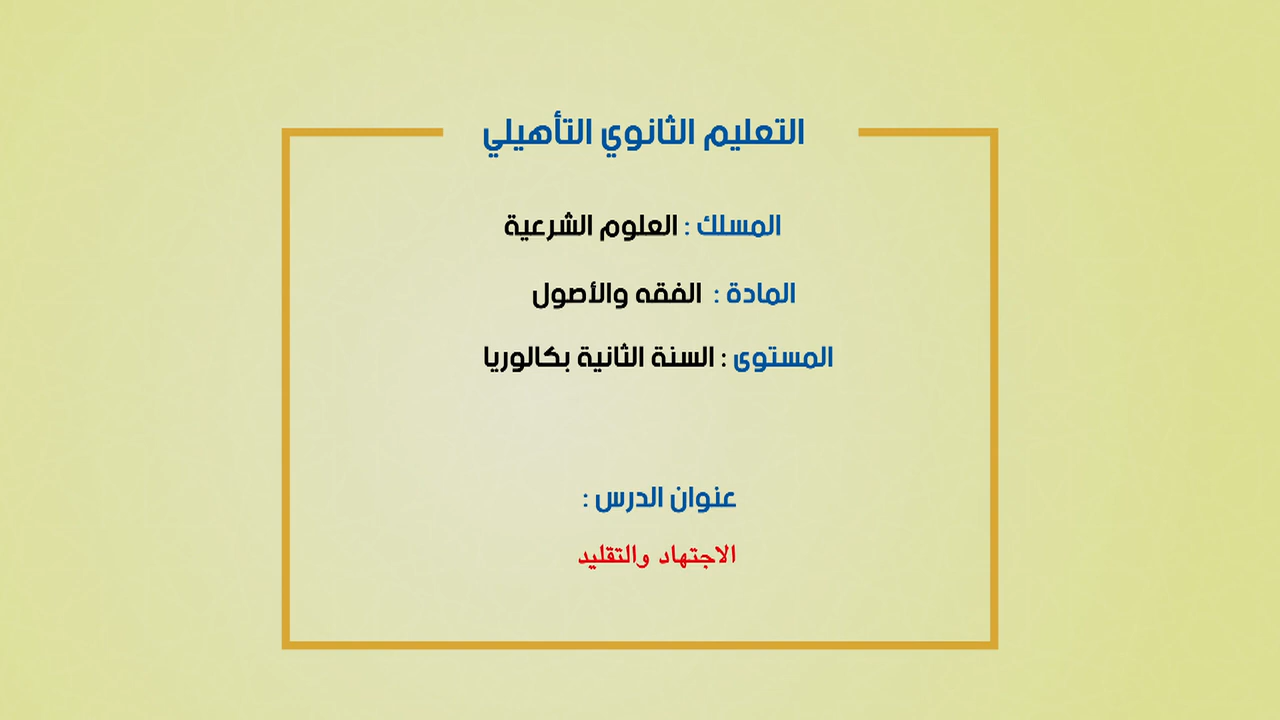 التعليم الثانوي التأهيلي
المسلك : العلوم الشرعية
المادة : الفقه والأصول
المستوى : السنة الثانية بكالوريا
عنوان الدرس :
الاجتهاد والتقليد